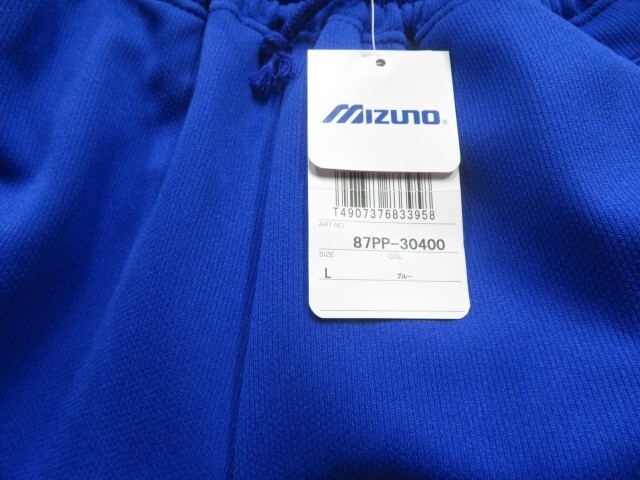 MIZUNO®
T4907376833958
ART NO.
87PP-30400
SIZE COL.
L ブルー